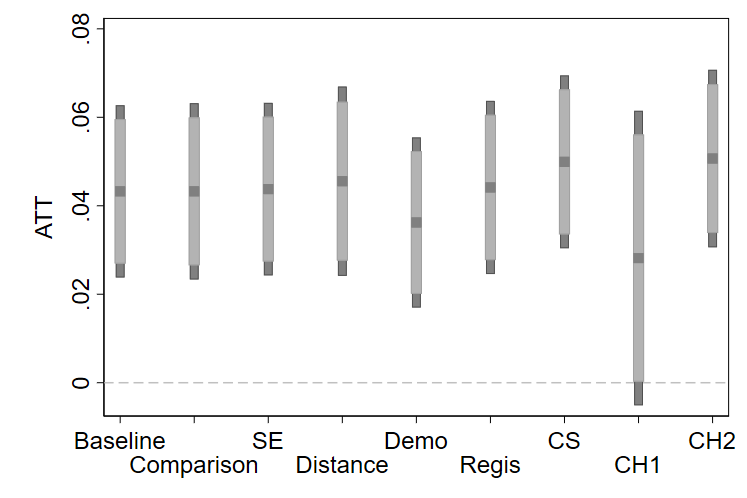 ATT
.08
.06
.04
.02
0
Baseline SE Demo CS CH2
Comparison Distance Regis CH1